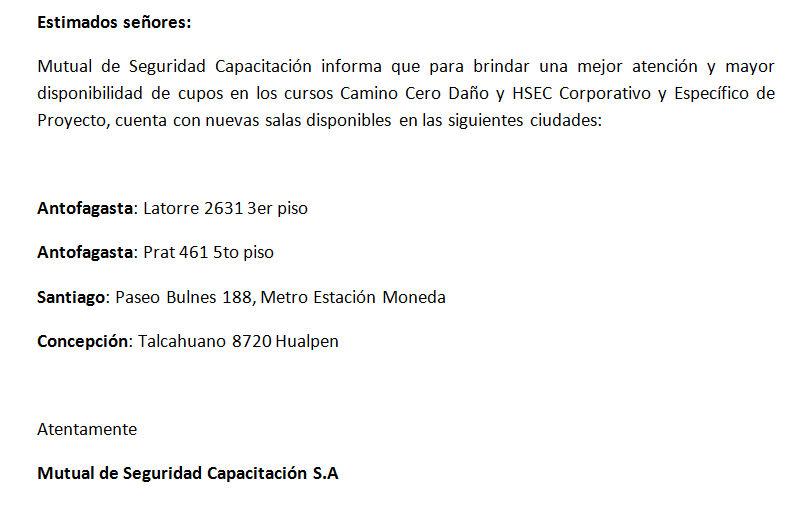 Estimados señores:
Mutual de Seguridad Capacitación informa que para brindar una mejor atención y mayor
disponibilidad de cupos en los cursos Camino Cero Daño y HSEC Corporativo y Específico de
Proyecto, cuenta con nuevas salas disponibles en las siguientes ciudades:
Antofagasta: Latorre 2631 3er piso
Antofagasta: Prat 461 5to piso
Santiago: Paseo Bulnes 188, Metro Estación Moneda
Concepción: Talcahuano 8720 Hualpen
Atentamente
Mutual de Seguridad Capacitación S.A